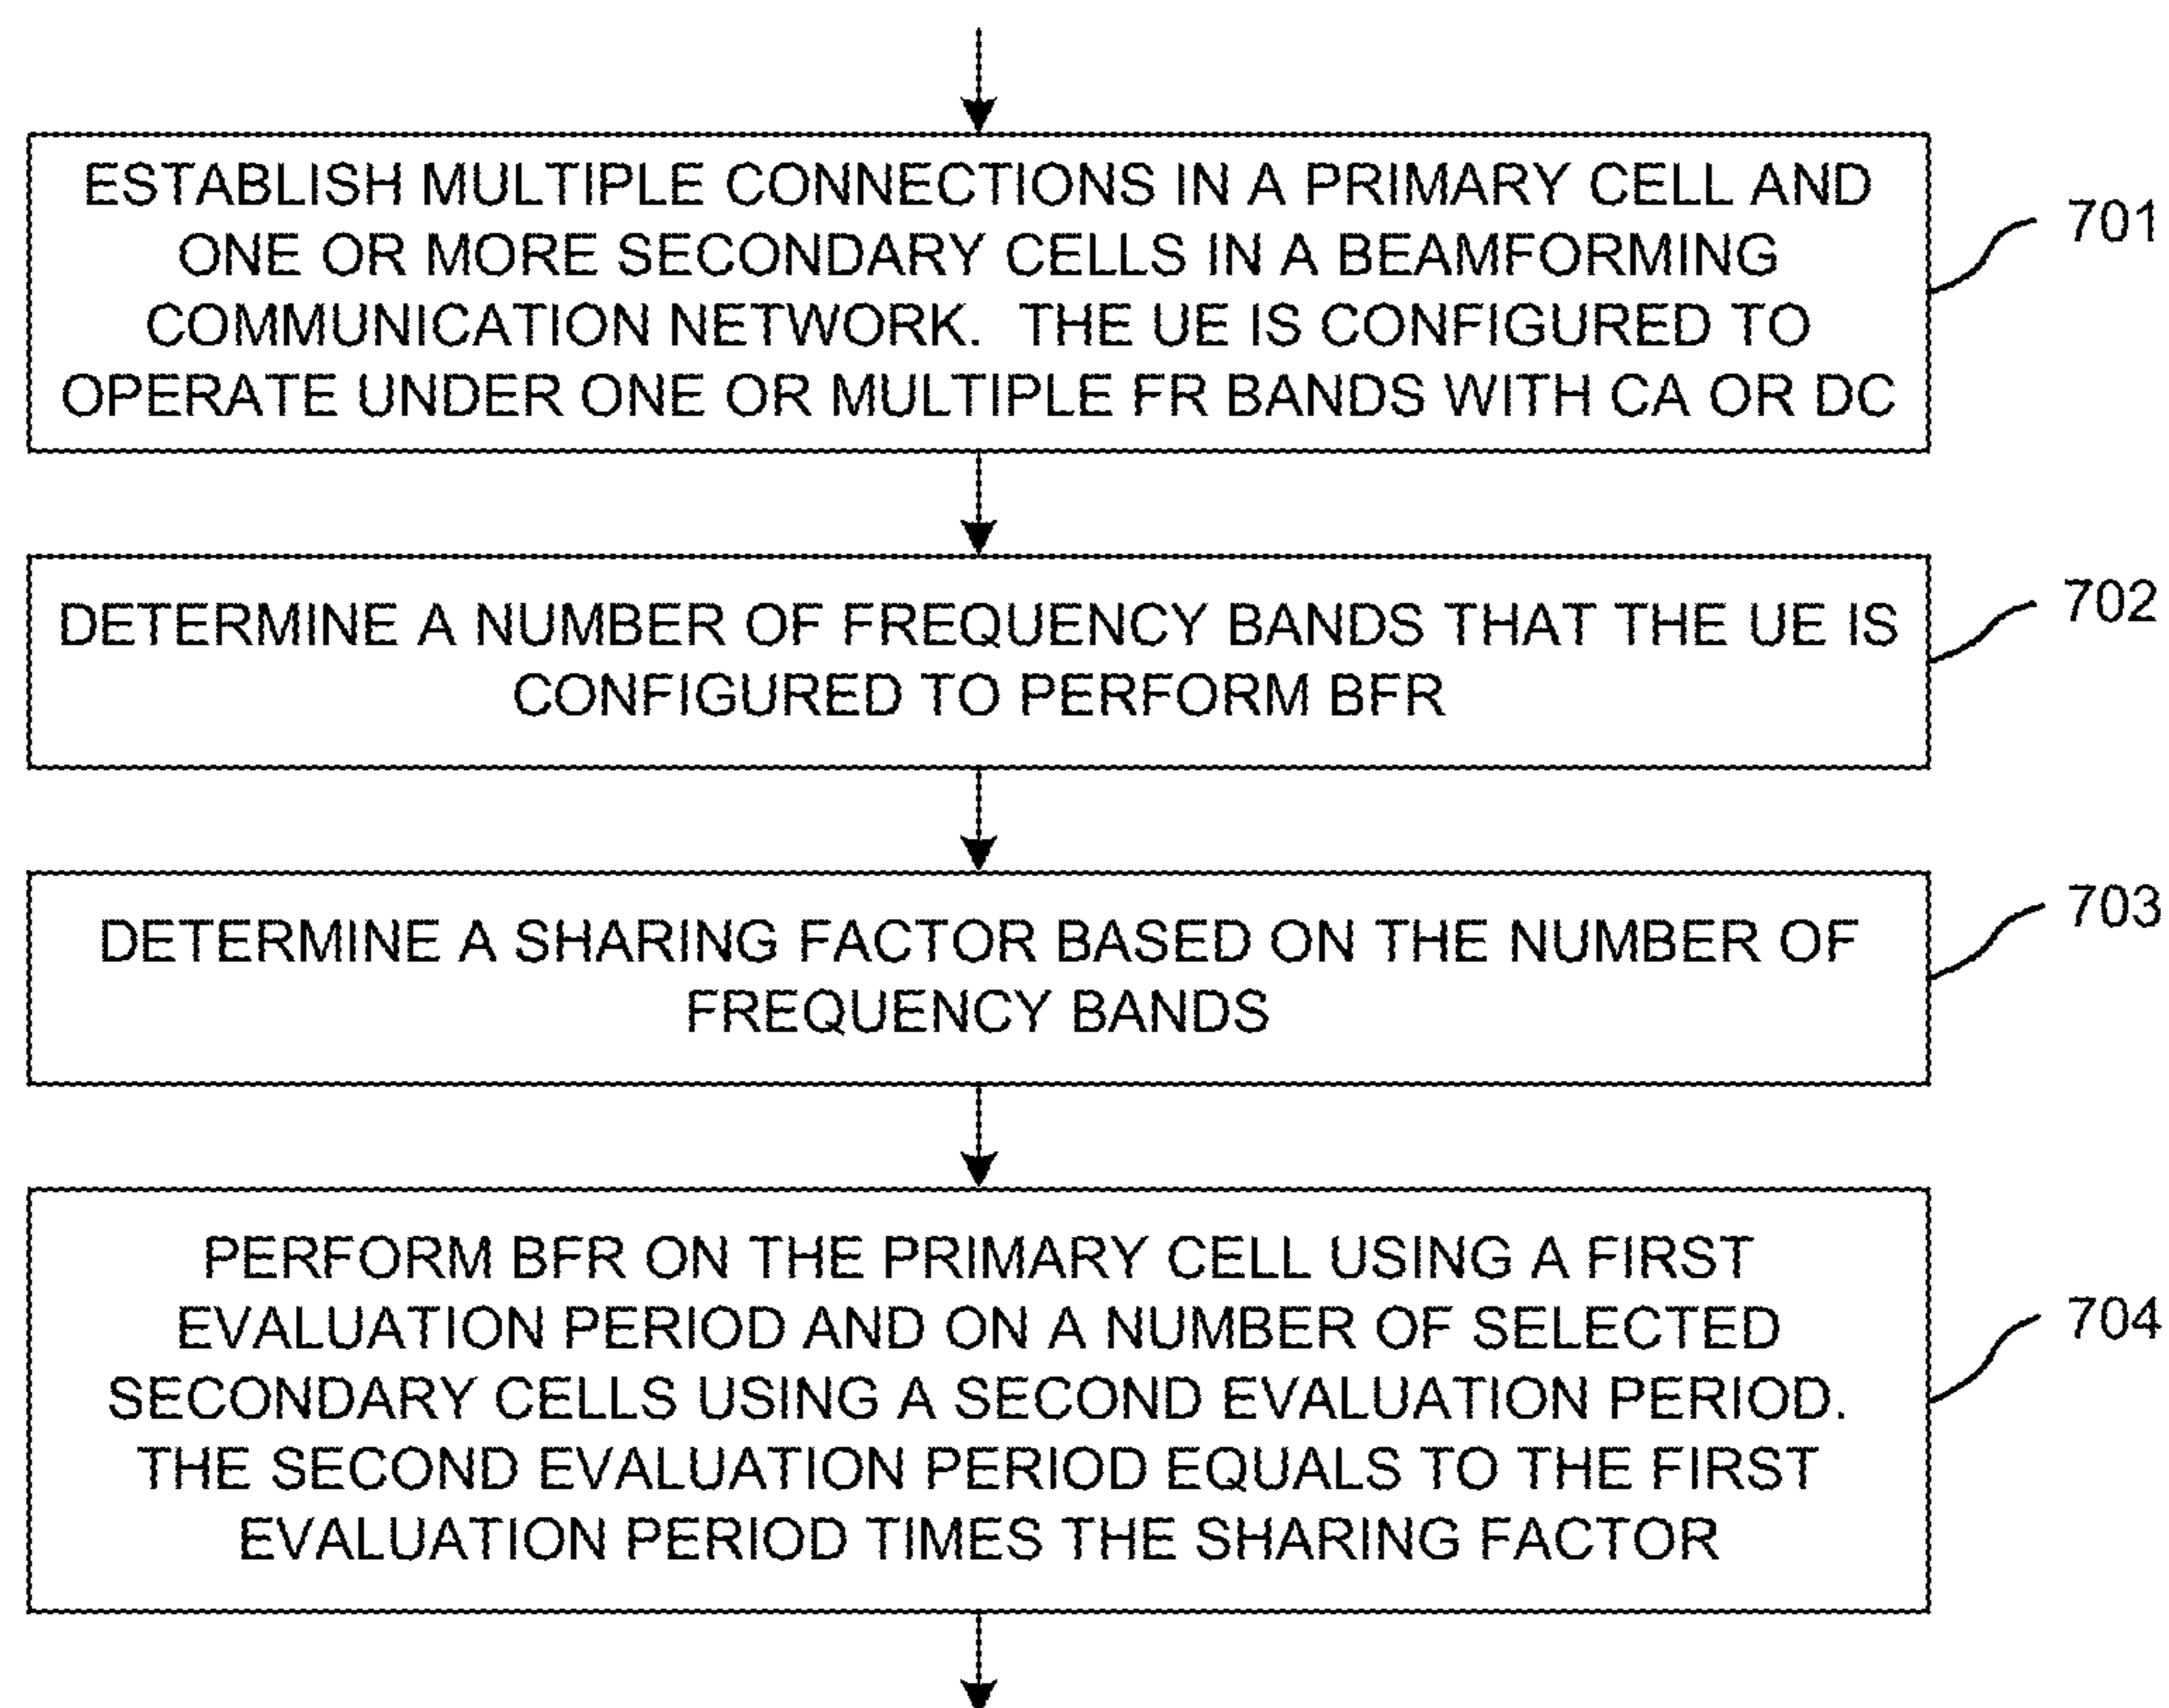 ESTABLISH MULTIPLE CONNECTIONS IN A PRIMARY CELL AND
ONE OR MORE SECONDARY CELLS IN A BEAMFORMING
COMMUNICATION NETWORK. THE UE IS CONFIGURED TO
OPERATE UNDER ONE OR MULTIPLE FR BANDS WITH CA OR DC
701
DETERMINE A NUMBER OF FREQUENCY BANDS THAT THE UE IS
CONFIGURED TO PERFORM BFR
702
DETERMINE A SHARING FACTOR BASED ON THE NUMBER OF
FREQUENCY BANDS
703
PERFORM BFR ON THE PRIMARY CELL USING A FIRST
EVALUATION PERIOD AND ON A NUMBER OF SELECTED
SECONDARY CELLS USING A SECOND EVALUATION PERIOD.
THE SECOND EVALUATION PERIOD EQUALS TO THE FIRST
EVALUATION PERIOD TIMES THE SHARING FACTOR
704